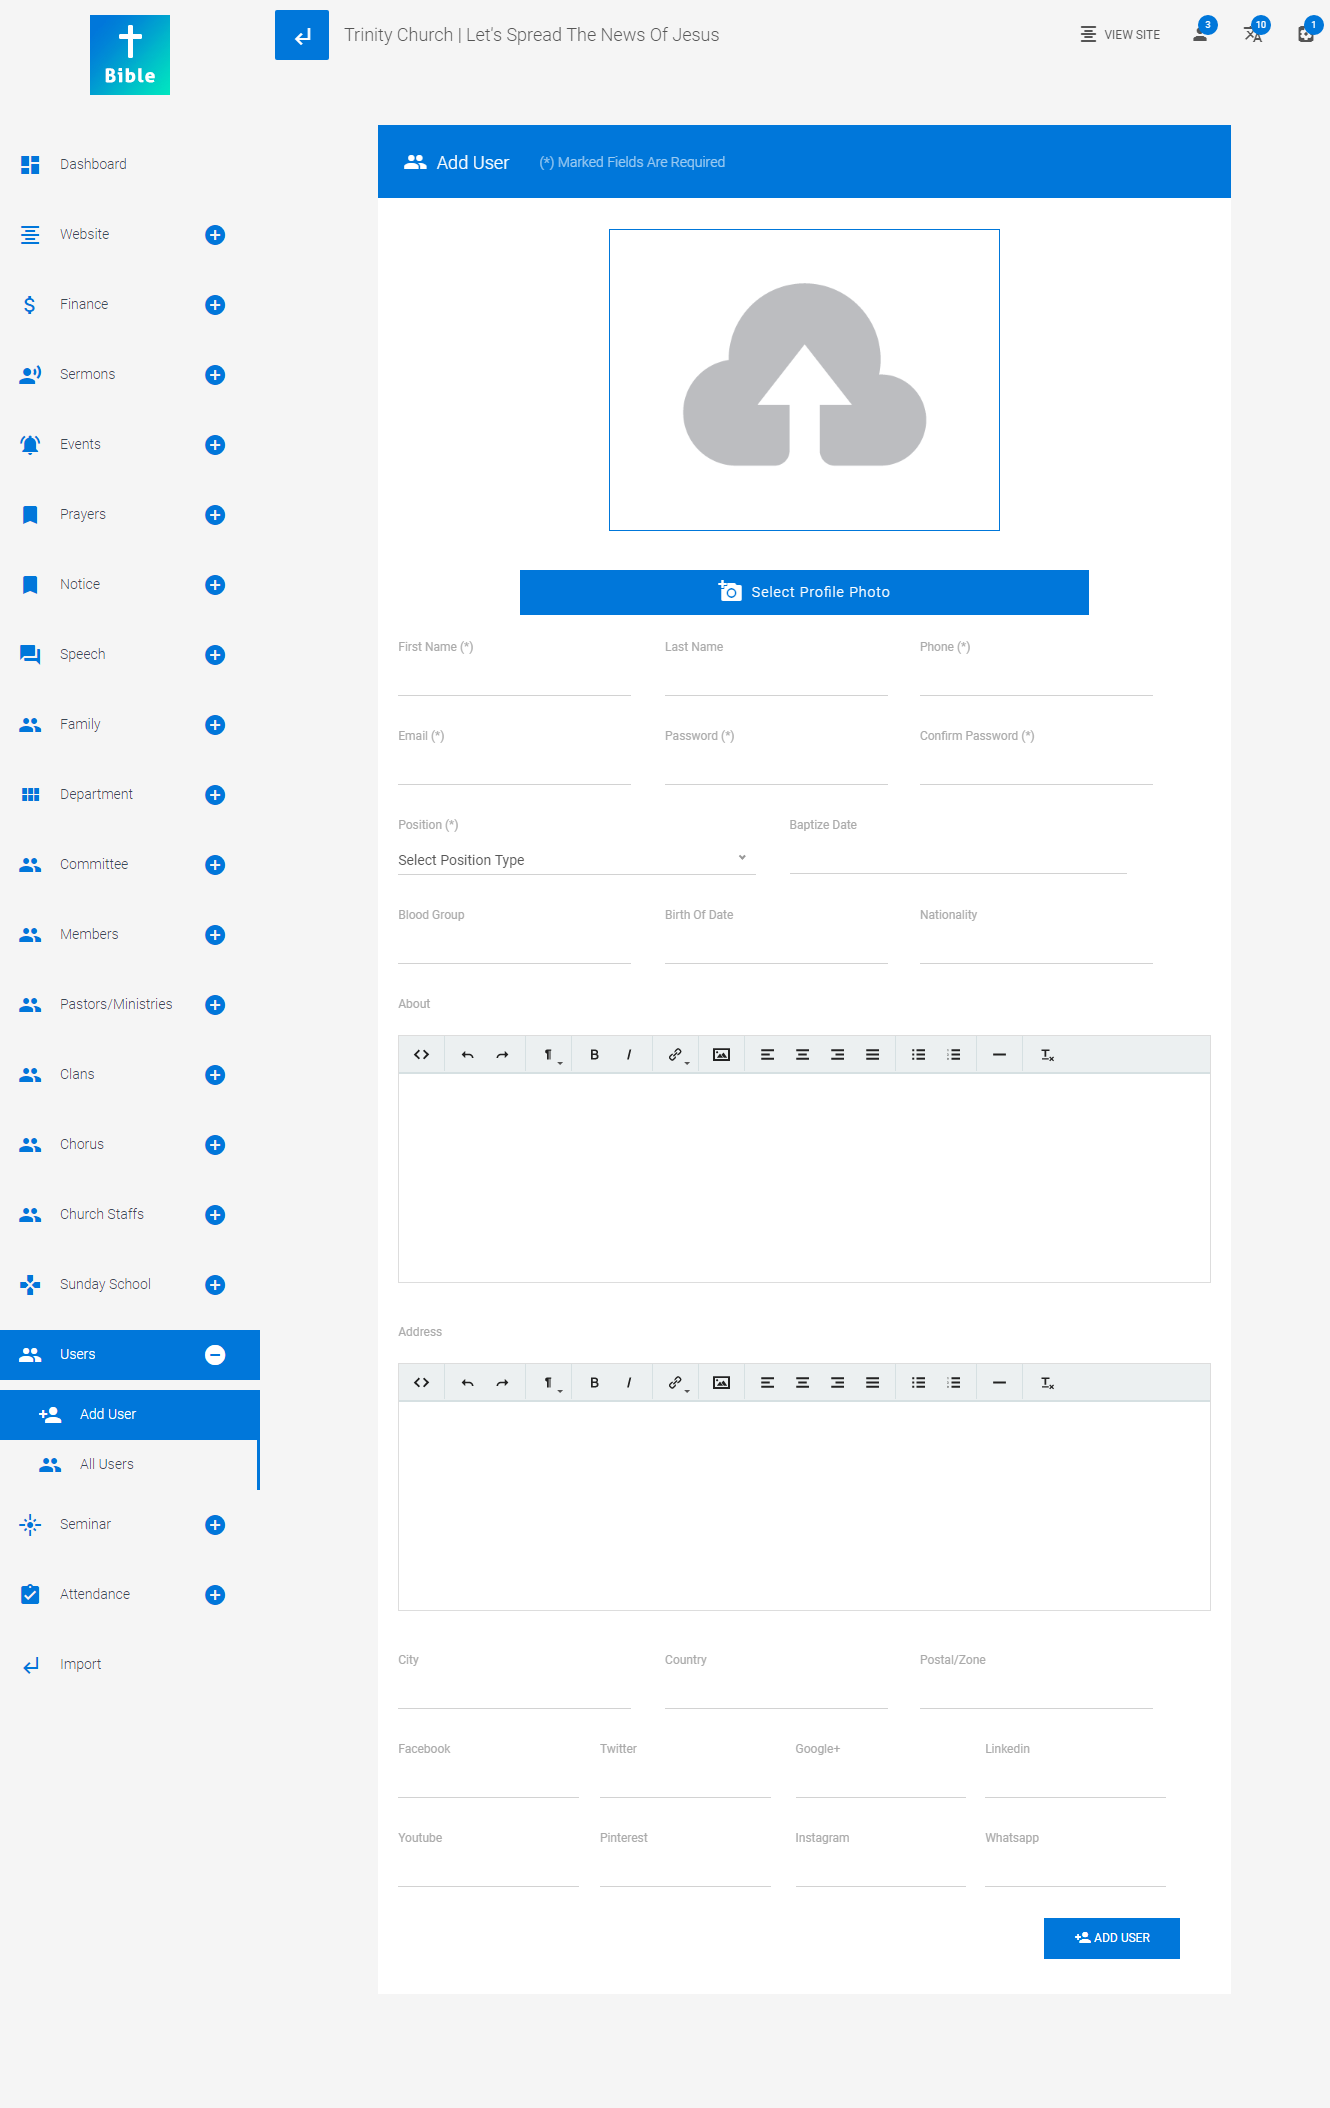 Bible
Trinity Church | Let's Spread The News Of Jesus
VIEW SITE
3
10
1
Dashboard
Website
Finance
Sermons
Events
Prayers
Notice
Speech
Family
Department
Committee
Members
Pastors/Ministries
Clans
Chorus
Church Staffs
Sunday School
Users
Add User
All Users
Seminar
Attendance
Import
Add User (*) Marked Fields Are Required
Select Profile Photo
First Name (*) Last Name Phone (*)
Email (*) Password (*) Confirm Password (*)
Position (*) Baptize Date
Select Position Type
Blood Group Birth Of Date Nationality
About
Address
City Country Postal/Zone
Facebook Twitter Google+ Linkedin
Youtube Pinterest Instagram Whatsapp
ADD USER